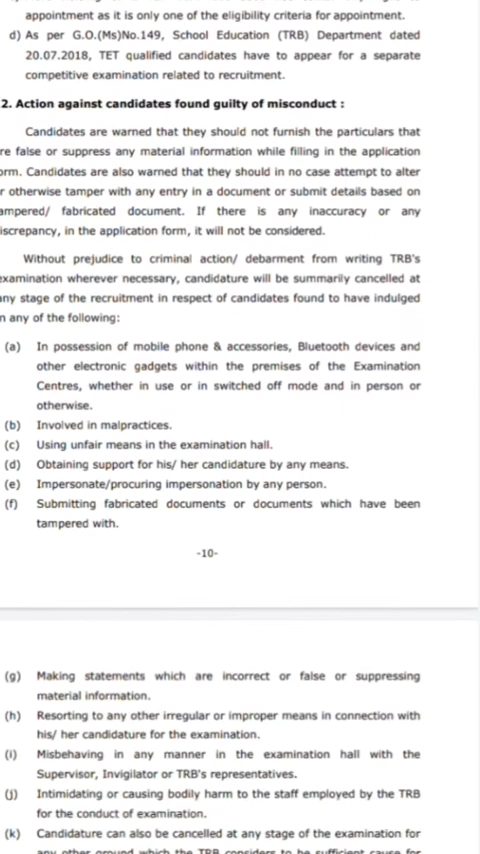 appointment as it is only one of the eligibility criteria for appointment.
d) As per G.O.(Ms)No.149, School Education (TRB) Department dated
20.07.2018, TET qualified candidates have to appear for a separate
competitive examination related to recruitment.
2. Action against candidates found guilty of misconduct :
Candidates are warned that they should not furnish the particulars that
re false or suppress any material information while filling in the application
orm. Candidates are also warned that they should in no case attempt to alter
r otherwise tamper with any entry in a document or submit details based on
ampered/ fabricated document. If there is any inaccuracy or any
iscrepancy, in the application form, it will not be considered.
Without prejudice to criminal action/ debarment from writing TRB's
examination wherever necessary, candidature will be summarily cancelled at
any stage of the recruitment in respect of candidates found to have indulged
n any of the following:
(a) In possession of mobile phone & accessories, Bluetooth devices and
other electronic gadgets within the premises of the Examination
Centres, whether in use or in switched off mode and in person or
otherwise.
(b) Involved in malpractices.
(c) Using unfair means in the examination hall.
(d) Obtaining support for his/ her candidature by any means.
(e) Impersonate/procuring impersonation by any person.
(f) Submitting fabricated documents or documents which have been
tampered with.
-10-
(g) Making statements which are incorrect or false or suppressing
material information.
(h) Resorting to any other irregular or improper means in connection with
his/ her candidature for the examination.
(i) Misbehaving in any manner in the examination hall with the
Supervisor, Invigilator or TRB's representatives.
(j) Intimidating or causing bodily harm to the staff employed by the TRB
for the conduct of examination.
(k) Candidature can also be cancelled at any stage of the examination for
any other ground which the TRB considers to be sufficient cause for